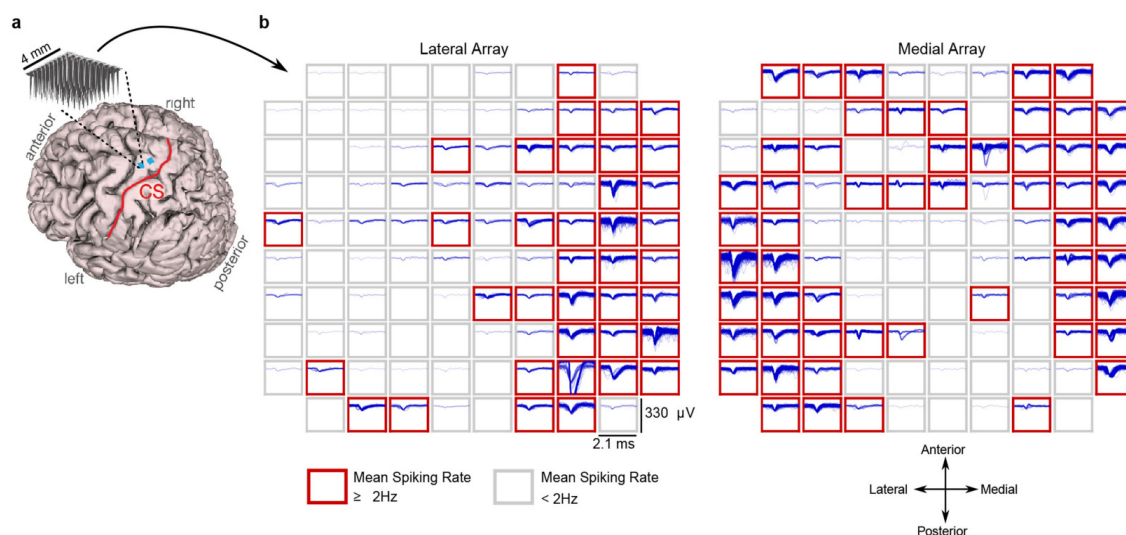 a
b
4 mm
Lateral Array
Medial Array
right
anterior
CS
left
posterior
330 µV
2.1 ms
Mean Spiking Rate
≥ 2Hz
Mean Spiking Rate
< 2Hz
Anterior
Lateral
Medial
Posterior